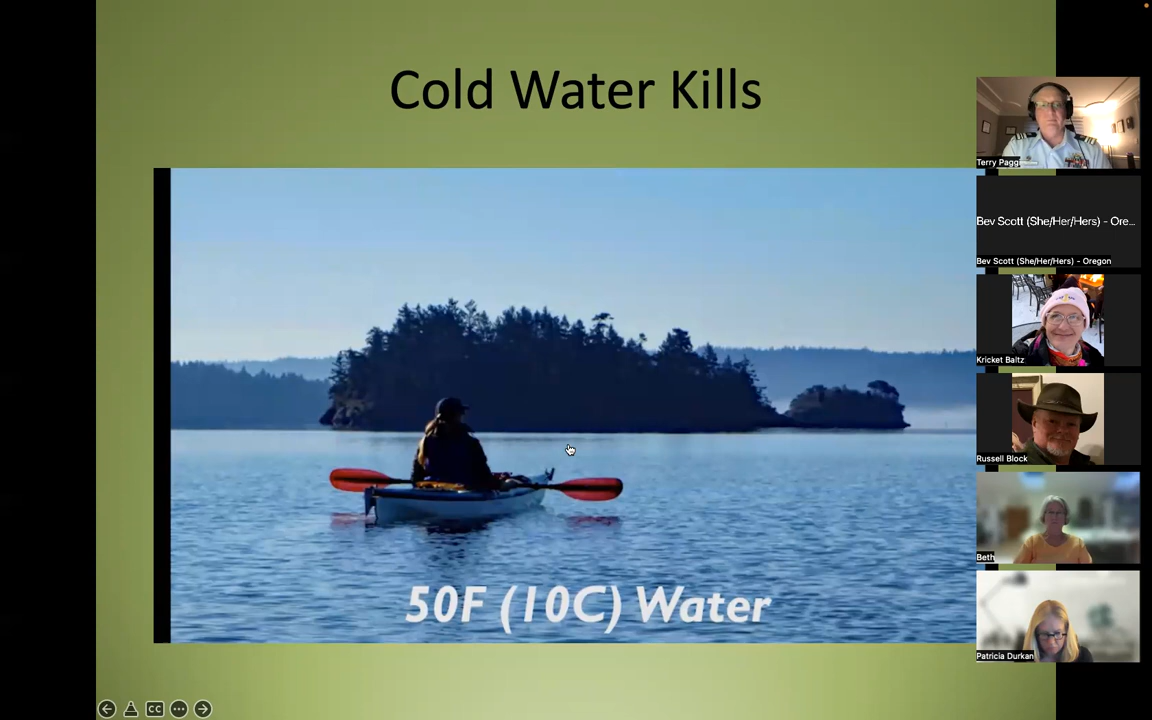 Cold Water Kills
50F (10C) Water
Terry Pagg
Bev Scott (She/Her/Hers) - Ore...
Bev Scott (She/Her/Hers) - Oregon
Kricket Baltz
Russell Block
Beth
Patricia Durkan
CC